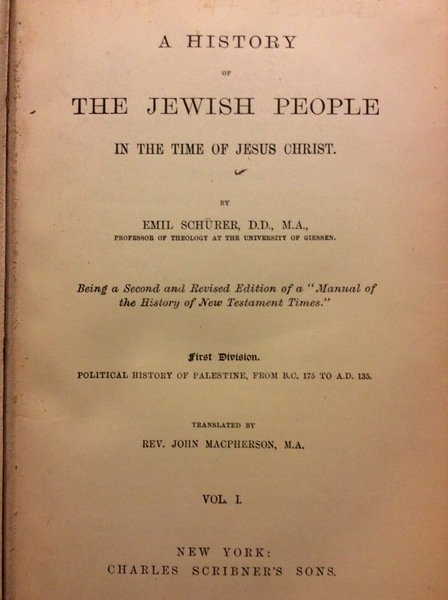 A HISTORY
OF
THE JEWISH PEOPLE
IN THE TIME OF JESUS CHRIST.
BY
EMIL SCHÜRER, D.D., M.A.,
PROFESSOR OF THEOLOGY AT THE UNIVERSITY OF GIESSEN.
Being a Second and Revised Edition of a "Manual of
the History of New Testament Times."
First Division.
POLITICAL HISTORY OF PALESTINE, FROM B.C. 175 TO A.D. 135.
TRANSLATED BY
REV. JOHN MACPHERSON, M.A.
VOL. I.
NEW YORK:
CHARLES SCRIBNER'S SONS.